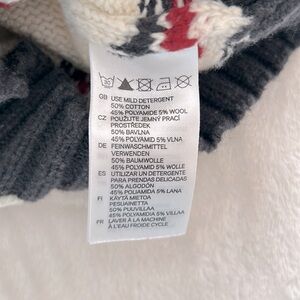 30
GB USE MILD DETERGENT
50% COTTON
45% POLYAMIDE 5% WOOL
CZ POUŽIJTE JEMNÝ PRACÍ
PROSTŘEDEK
50% BAVLNA
45% POLYAMID 5% VLNA
DE FEINWASCHMITTEL
VERWENDEN
50% BAUMWOLLE
45% POLYAMID 5% WOLLE
ES UTILIZAR UN DETERGENTE
PARA PRENDAS DELICADAS
50% ALGODÓN
45% POLIAMIDA 5% LANA
FI KÄYTÄ MIETOA
PESUAINETTA
50% PUUVILLAA
45% POLYAMIDIA 5% VILLAA
FR LAVER À LA MACHINE
À L'EAU FROIDE CYCLE